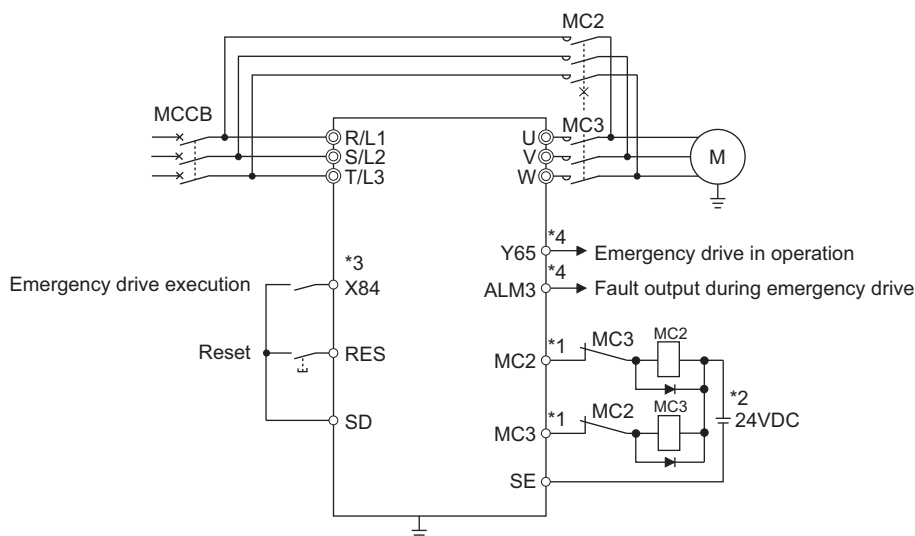 MC2
MCCB
MC3
R/L1
S/L2
T/L3
U
V
W
M
*4
Y65
Emergency drive in operation
*3
*4
Emergency drive execution
X84
ALM3
Fault output during emergency drive
Reset
RES
*1
MC3
MC2
MC2
*2
24VDC
SD
*1
MC2
MC3
MC3
SE